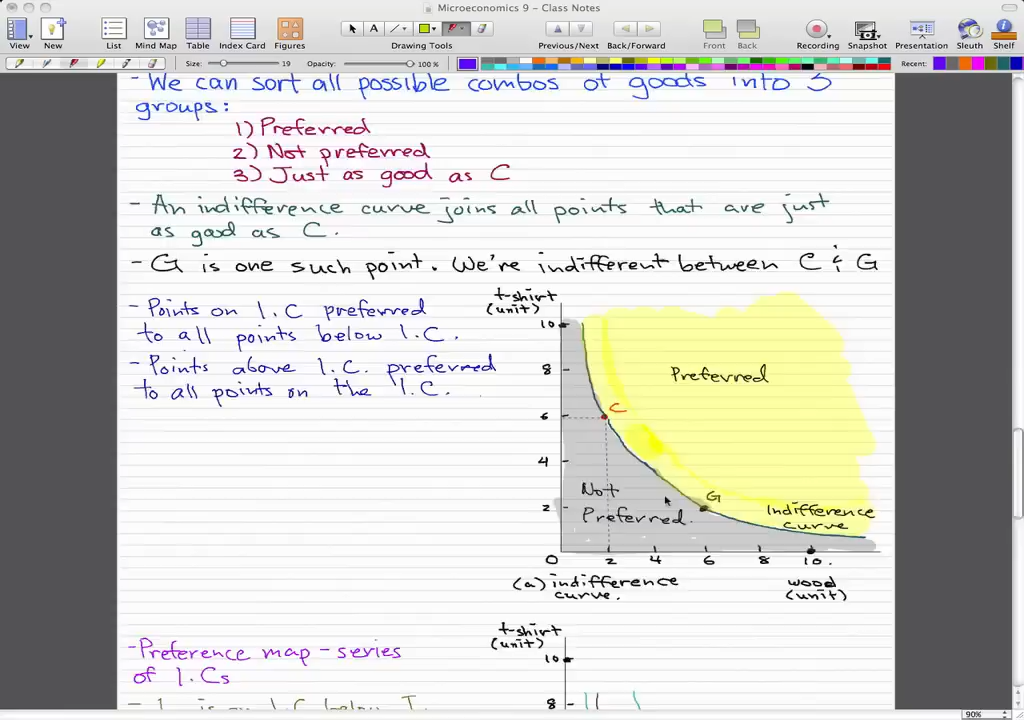 Microeconomics 9 - Class Notes
View
New
List
Mind Map
Table
Index Card
Figures
Drawing Tools
Previous/Next
Back/Forward
Front
Back
Recording
Snapshot
Presentation
Sleuth
Shelf
Size:
19
Opacity:
100 %
Recent:
- We can sort all possible combos of goods into 3
groups:
1) Preferred
2) Not preferred
3) Just as good as C
- An indifference curve joins all points that are just
as good as C.
- G is one such point. We're indifferent between C & G
- Points on I.C preferred
to all points below I.C.
- Points above I.C. preferred
to all points on the I.C.
t-shirt
(unit)
10
8
6
4
2
0
2
4
6
8
10.
Preferred
C
Not
Preferred.
G
Indifference
curve
(a) indifference
curve.
wood
(unit)
- Preference map - series
of I.Cs
t-shirt
(unit)
10
8
is on I.C below I
90%